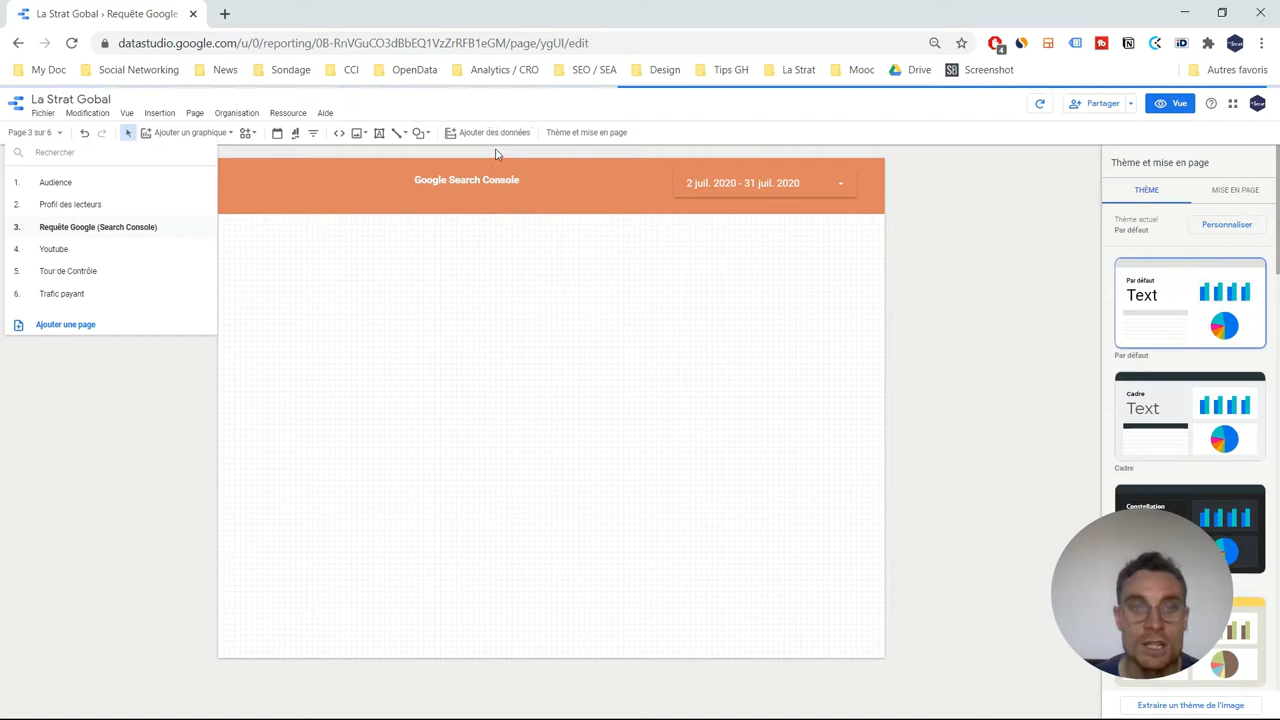 La Strat Gobal › Requête Google
datastudio.google.com/u/0/reporting/0B-RnVGuCO3dBbEQ1VzZrRFB1eGM/page/ygUI/edit
4
My Doc Social Networking News Sondage CCI OpenData Analytics / CRO SEO / SEA Design Tips GH La Strat Mooc Drive SB Screenshot Autres favoris
La Strat Gobal
Fichier Modification Vue Insertion Page Organisation Ressource Aide
Partager Vue
Page 3 sur 6 Ajouter un graphique Ajouter des données Thème et mise en page
Rechercher
1. Audience
2. Profil des lecteurs
3. Requête Google (Search Console)
4. Youtube
5. Tour de Contrôle
6. Trafic payant
Ajouter une page
Google Search Console
2 juil. 2020 - 31 juil. 2020
Thème et mise en page
THÈME MISE EN PAGE
Thème actuel
Par défaut
Personnaliser
Par défaut
Text
Par défaut
Cadre
Text
Cadre
Constellation
Extraire un thème de l'image